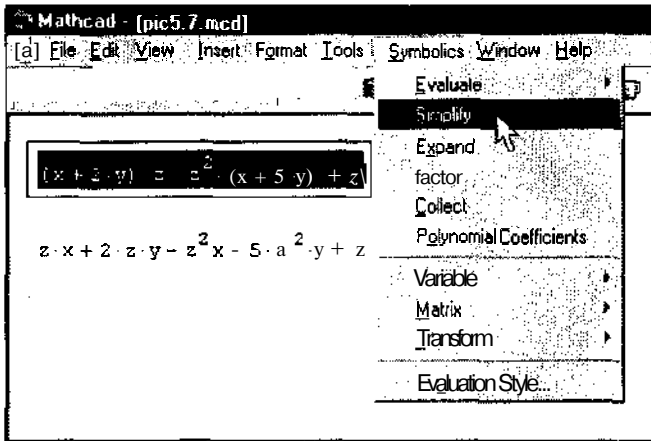 Mathcad - [pic5.7.mcd]
[a] File Edit View Insert Format Tools Symbolics Window Help
Evaluate
Simplify
Expand
factor
Collect
Polynomial Coefficients
Variable
Matrix
Transform
Evaluation Style...
(x + 2 · y) z - z² · (x + 5 · y) + z
z · x + 2 · z · y - z² x - 5 · a ² · y + z